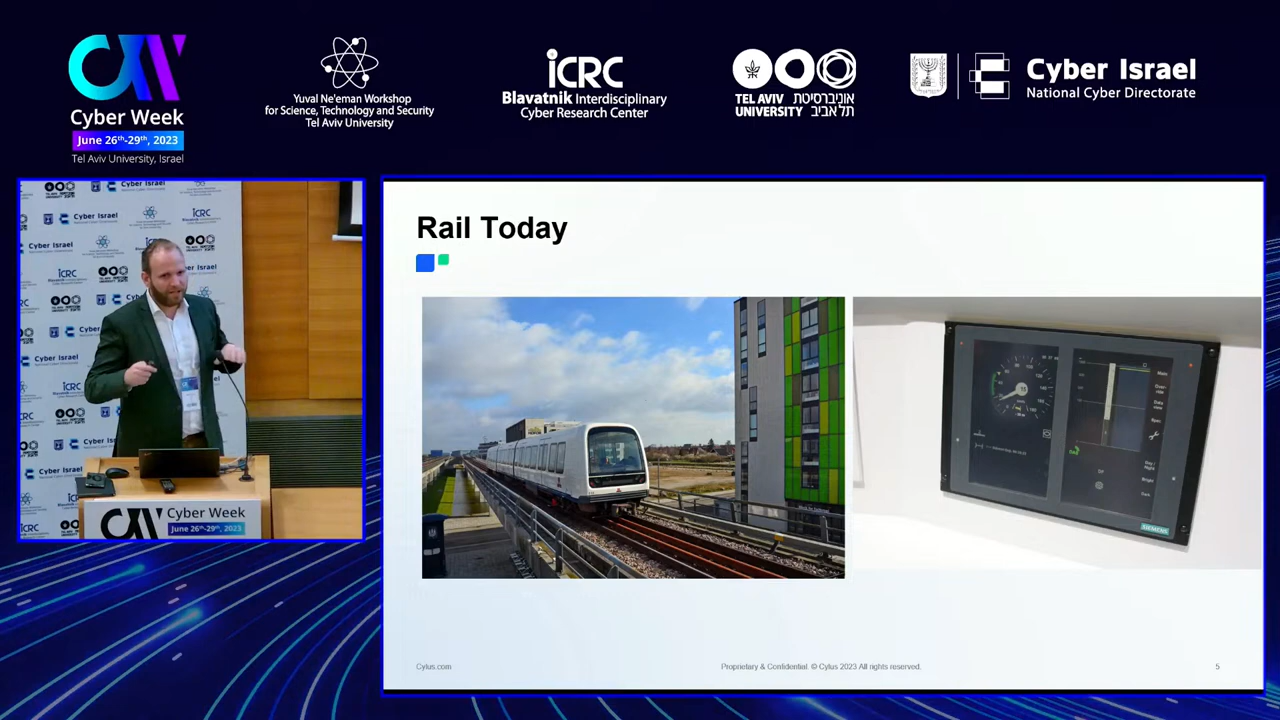 Cyber Week
June 26th-29th, 2023
Tel Aviv University, Israel
Yuval Ne'eman Workshop
for Science, Technology and Security
Tel Aviv University
iCRC
Blavatnik Interdisciplinary
Cyber Research Center
TEL AVIV אוניברסיטת
UNIVERSITY תל אביב
Cyber Israel
National Cyber Directorate
Rail Today
SIEMENS
Cylus.com
Proprietary & Confidential. © Cylus 2023 All rights reserved.
5
Cyber Israel
iCRC
Cyber Week
June 26th-29th, 2023